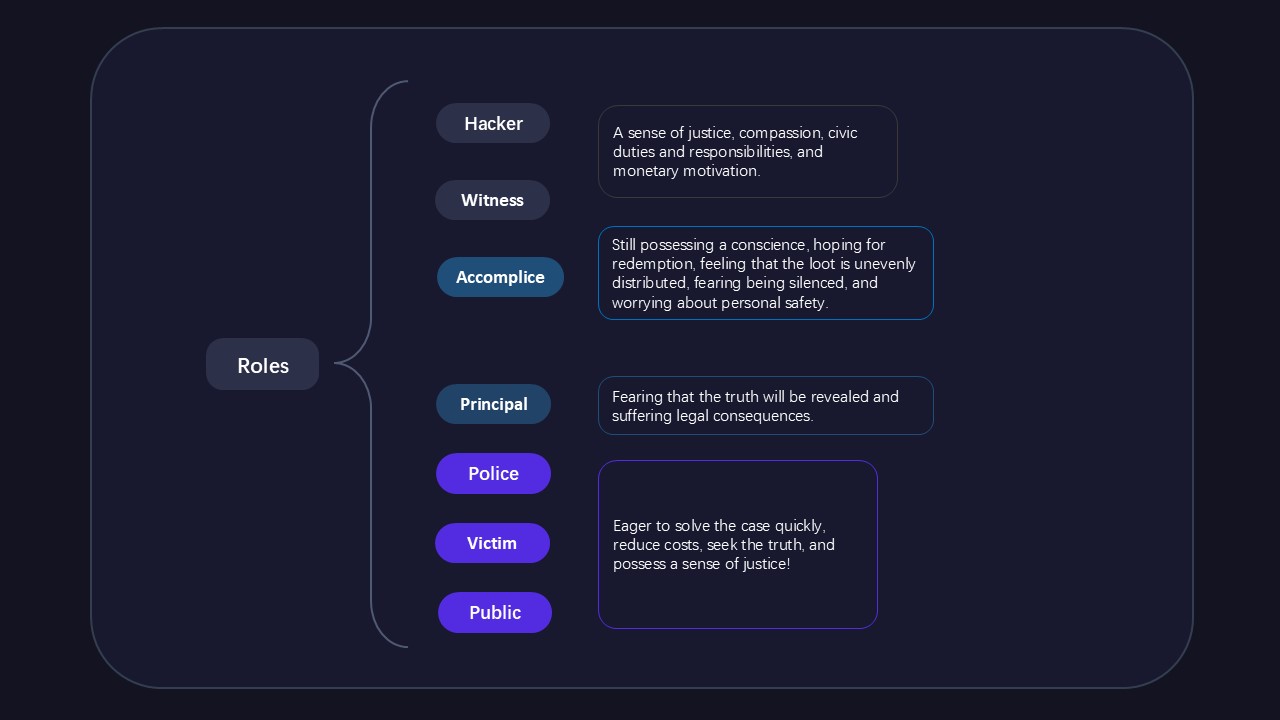 Roles
Hacker
Witness
A sense of justice, compassion, civic
duties and responsibilities, and
monetary motivation.
Accomplice
Still possessing a conscience, hoping for
redemption, feeling that the loot is unevenly
distributed, fearing being silenced, and
worrying about personal safety.
Principal
Fearing that the truth will be revealed and
suffering legal consequences.
Police
Victim
Public
Eager to solve the case quickly,
reduce costs, seek the truth, and
possess a sense of justice!